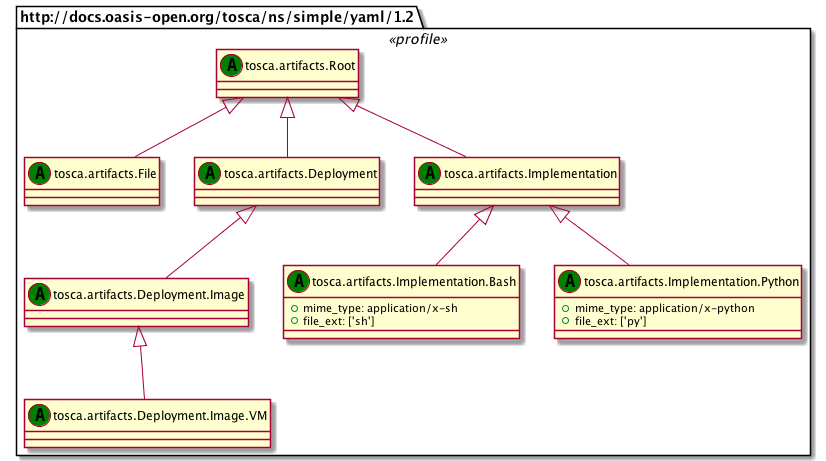 http://docs.oasis-open.org/tosca/ns/simple/yaml/1.2
«profile»
A tosca.artifacts.Root
A tosca.artifacts.File
A tosca.artifacts.Deployment
A tosca.artifacts.Implementation
A tosca.artifacts.Deployment.Image
A tosca.artifacts.Implementation.Bash
mime_type: application/x-sh
file_ext: ['sh']
A tosca.artifacts.Implementation.Python
mime_type: application/x-python
file_ext: ['py']
A tosca.artifacts.Deployment.Image.VM